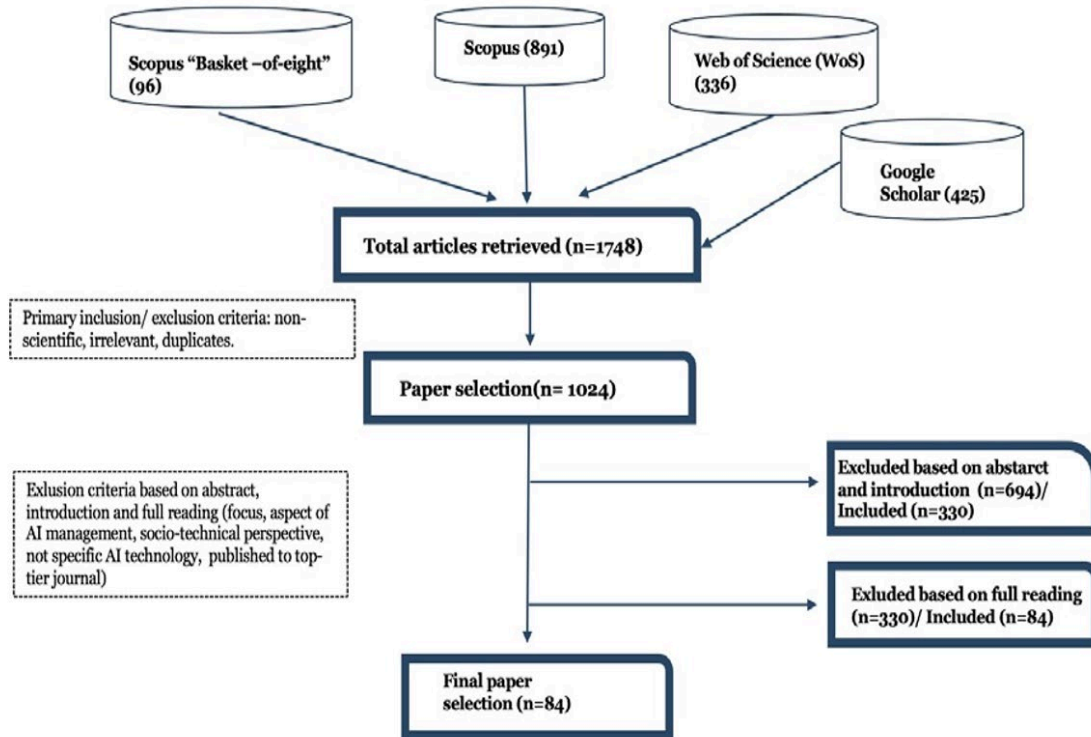 Scopus “Basket –of-eight”
(96)
Scopus (891)
Web of Science (WoS)
(336)
Google
Scholar (425)
Total articles retrieved (n=1748)
Primary inclusion/ exclusion criteria: non-
scientific, irrelevant, duplicates.
Paper selection(n= 1024)
Exlusion criteria based on abstract,
introduction and full reading (focus, aspect of
AI management, socio-technical perspective,
not specific AI technology, published to top-
tier journal)
Excluded based on abstarct
and introduction (n=694)/
Included (n=330)
Exluded based on full reading
(n=330)/ Included (n=84)
Final paper
selection (n=84)